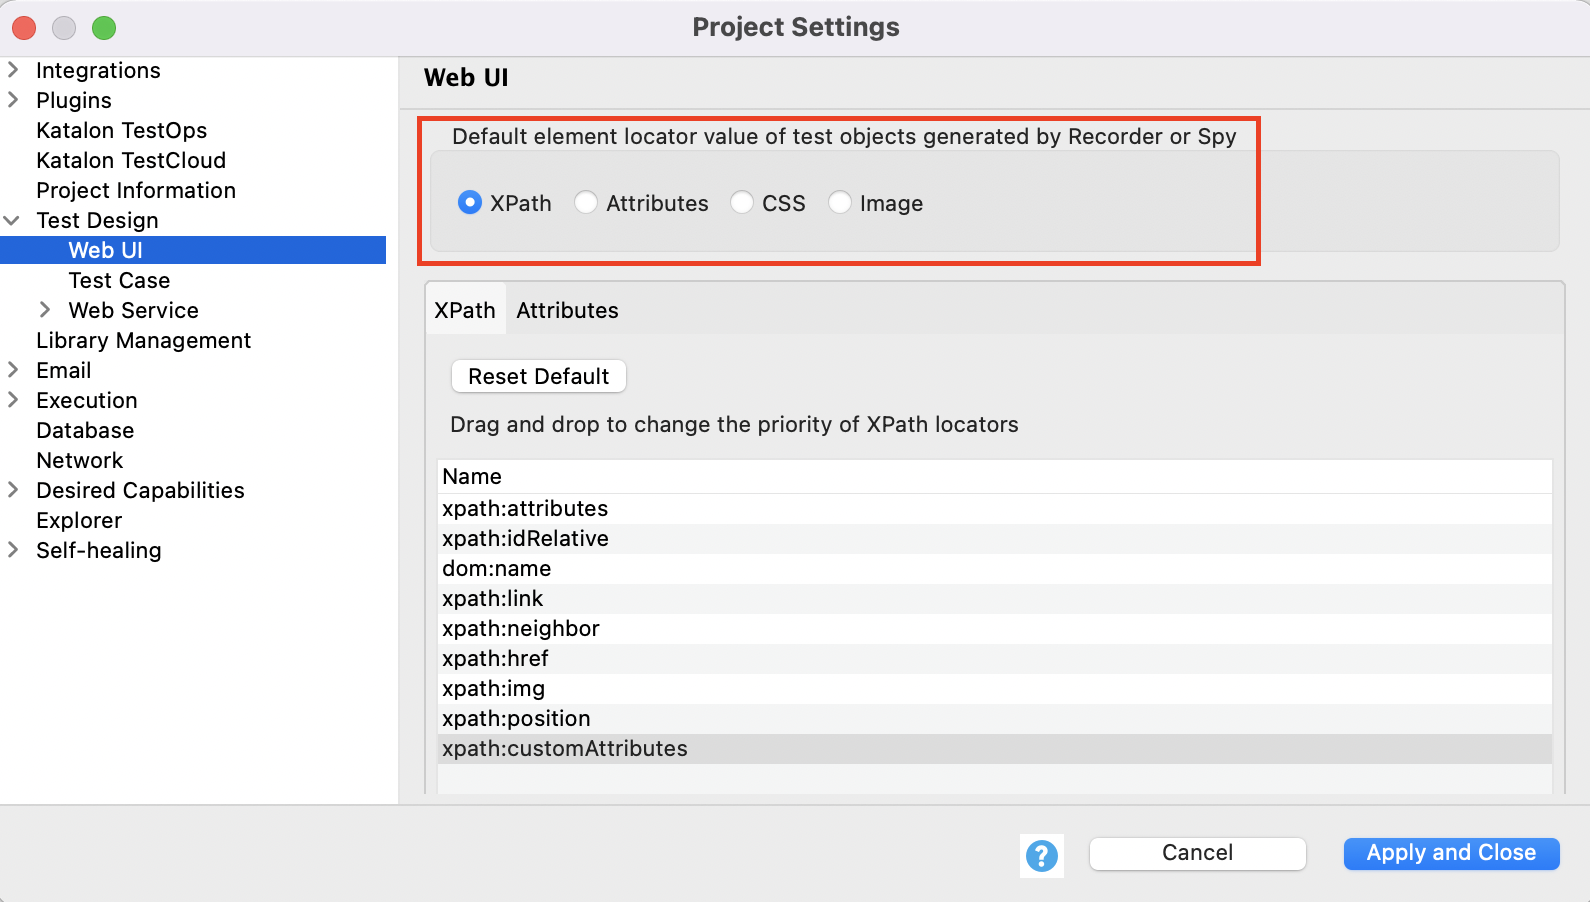 Project Settings
Integrations
Plugins
Katalon TestOps
Katalon TestCloud
Project Information
Test Design
Web UI
Test Case
Web Service
Library Management
Email
Execution
Database
Network
Desired Capabilities
Explorer
Self-healing
Web UI
Default element locator value of test objects generated by Recorder or Spy
XPath Attributes CSS Image
XPath Attributes
Reset Default
Drag and drop to change the priority of XPath locators
Name
xpath:attributes
xpath:idRelative
dom:name
xpath:link
xpath:neighbor
xpath:href
xpath:img
xpath:position
xpath:customAttributes
? Cancel Apply and Close